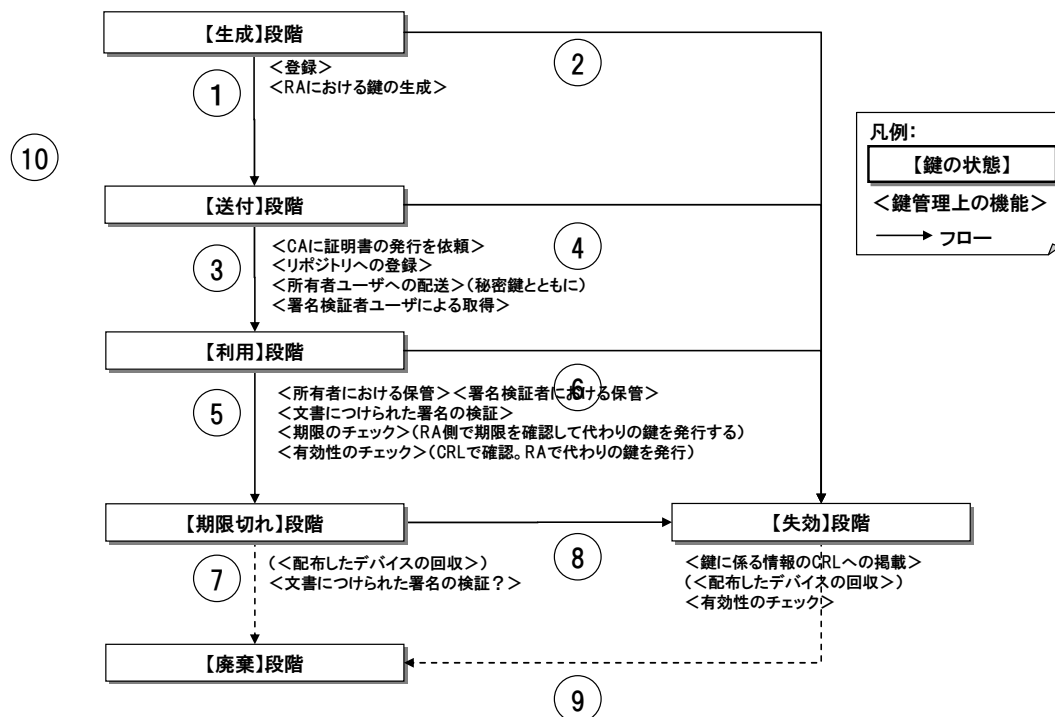 【生成】段階
②
<登録>
<RAにおける鍵の生成>
①
凡例:
【鍵の状態】
<鍵管理上の機能>
フロー
⑩
【送付】段階
④
<CAに証明書の発行を依頼>
<リポジトリへの登録>
③
<所有者ユーザへの配送>(秘密鍵とともに)
<署名検証者ユーザによる取得>
【利用】段階
⑥
<所有者における保管><署名検証者における保管>
⑤
<文書につけられた署名の検証>
<期限のチェック>(RA側で期限を確認して代わりの鍵を発行する)
<有効性のチェック>(CRLで確認。RAで代わりの鍵を発行)
【期限切れ】段階
【失効】段階
⑧
⑦
(<配布したデバイスの回収>)
<文書につけられた署名の検証?>
<鍵に係る情報のCRLへの掲載>
(<配布したデバイスの回収>)
<有効性のチェック>
【廃棄】段階
⑨